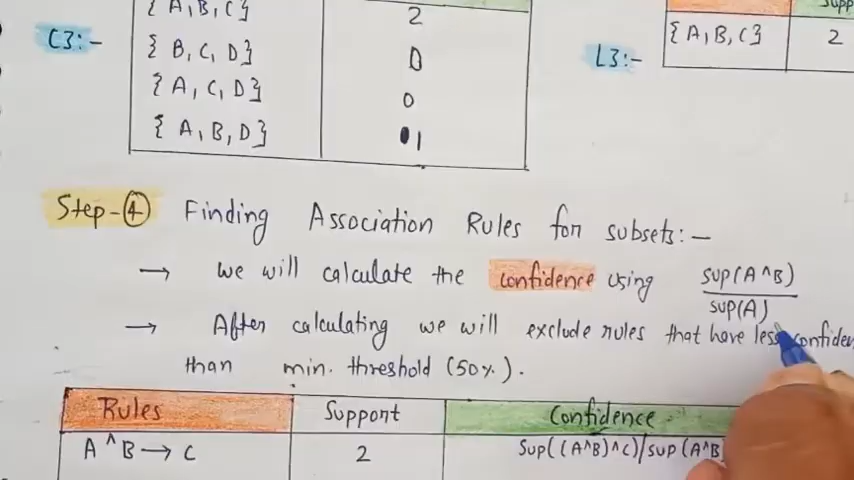 {A,B,C} 2
Supp
C3:- {B,C,D} 0
L3:- {A,B,C} 2
{A,C,D} 0
{A,B,D} 1
Step-4 Finding Association Rules for subsets:-
→ we will calculate the confidence using sup(A^B)
sup(A)
→ After calculating we will exclude rules that have less confiden
than min. threshold (50%).
Rules Support Confidence
A^B→C 2 Sup((A^B)^C)/sup(A^B